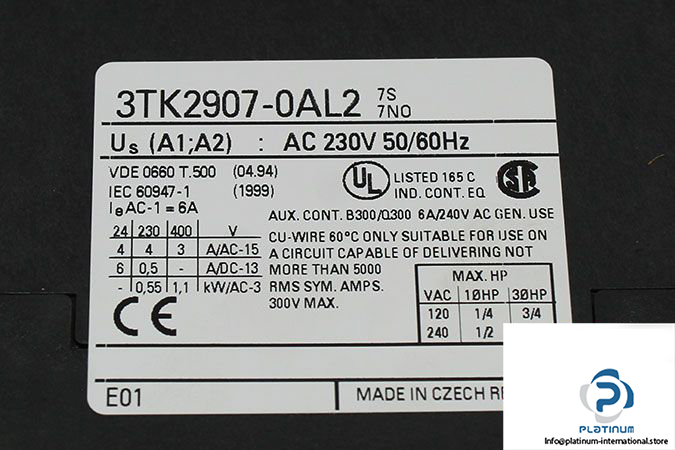 3TK2907-0AL2 7S
7NO
Us (A1;A2) : AC 230V 50/60Hz
VDE 0660 T.500 (04.94)
IEC 60947-1 (1999)
IeAC-1 = 6A
UL LISTED 165 C
IND. CONT. EQ
SA
AUX. CONT. B300/Q300 6A/240V AC GEN. USE
CU-WIRE 60°C ONLY SUITABLE FOR USE ON
A CIRCUIT CAPABLE OF DELIVERING NOT
MORE THAN 5000
RMS SYM. AMPS.
300V MAX.
24 230 400 V
4 4 3 A/AC-15
6 0,5 - A/DC-13
- 0,55 1,1 kW/AC-3
MAX. HP
VAC 1ØHP 3ØHP
120 1/4 3/4
240 1/2
CE
E01
MADE IN CZECH
P
PLATINUM
info@platinum-international.store